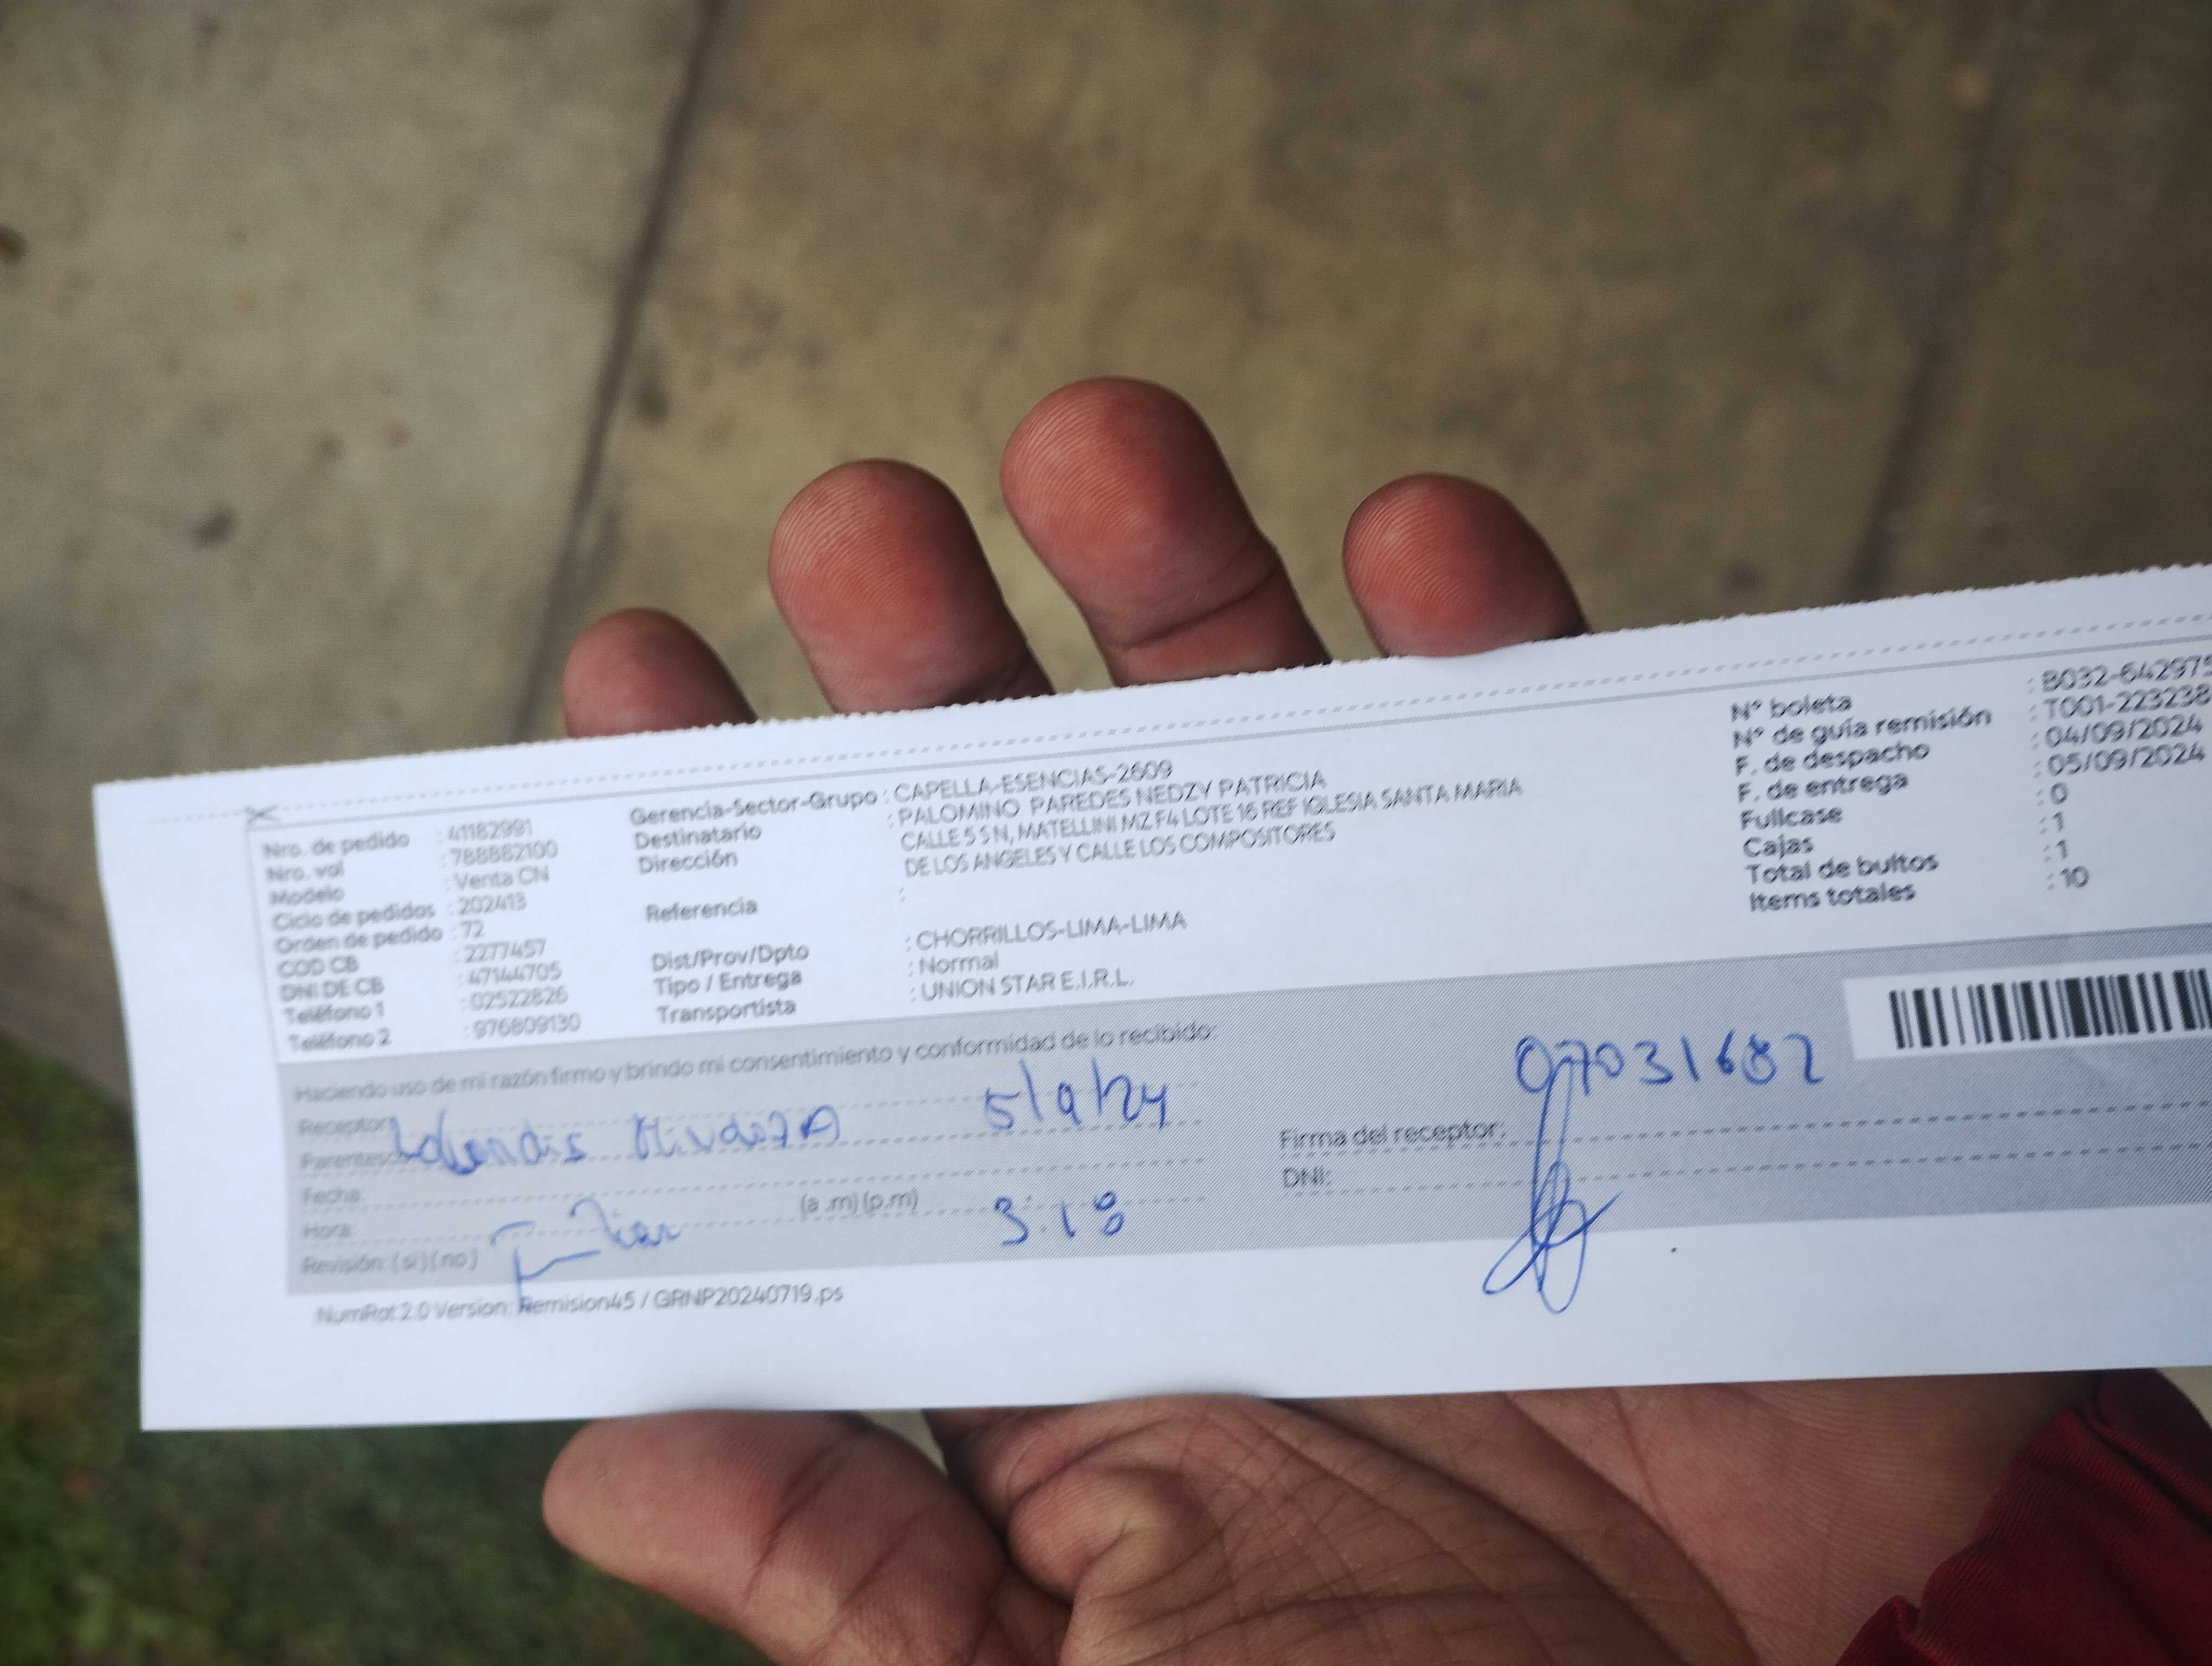 Nro. de pedido : 41182991
Nro. vol : 788882100
Modelo : Venta CN
Ciclo de pedidos : 202413
Orden de pedido : 72
COD CB : 2277457
DNI DE CB : 47144705
Teléfono 1 : 02522826
Teléfono 2 : 976809130
Gerencia-Sector-Grupo : CAPELLA-ESENCIAS-2609
Destinatario : PALOMINO PAREDES NEDZY PATRICIA
Dirección CALLE 5 S N, MATELLINI MZ F4 LOTE 16 REF IGLESIA SANTA MARIA
DE LOS ANGELES Y CALLE LOS COMPOSITORES
Referencia :
Dist/Prov/Dpto : CHORRILLOS-LIMA-LIMA
Tipo / Entrega : Normal
Transportista : UNION STAR E.I.R.L.
N° boleta : B032-642975
N° de guía remisión : T001-223238
F. de despacho : 04/09/2024
F. de entrega : 05/09/2024
Fullcase : 0
Cajas : 1
Total de bultos : 1
Items totales : 10
Haciendo uso de mi razón firmo y brindo mi consentimiento y conformidad de lo recibido:
Receptor:
Parentesco
5/9/24
Fecha:
Hora: (a .m) (p.m) 3:18
Revisión: (si) (no)
07031682
Firma del receptor:
DNI:
NumRot 2.0 Version: Remision45 / GRNP20240719.ps